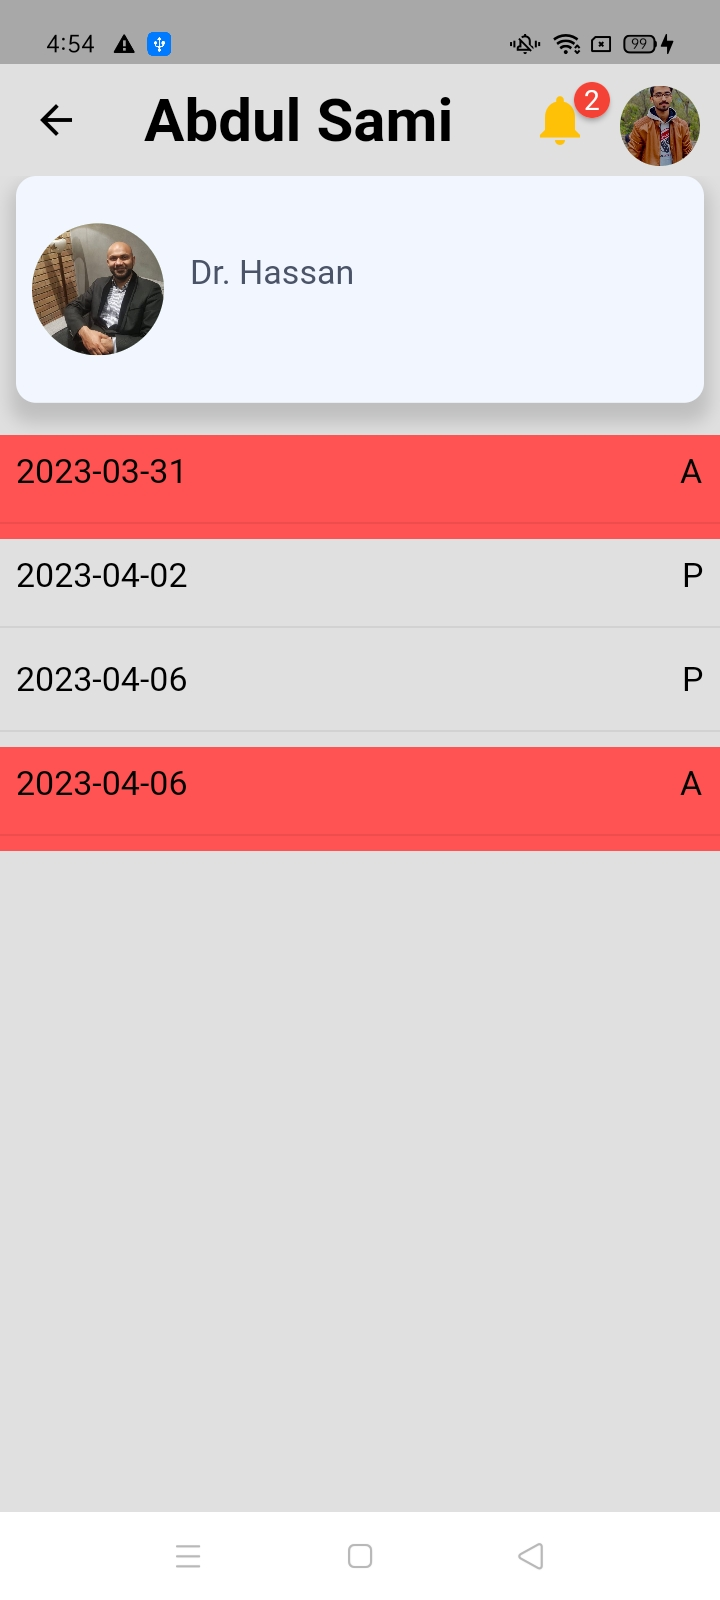 4:54 99
Abdul Sami 2
Dr. Hassan
2023-03-31 A
2023-04-02 P
2023-04-06 P
2023-04-06 A